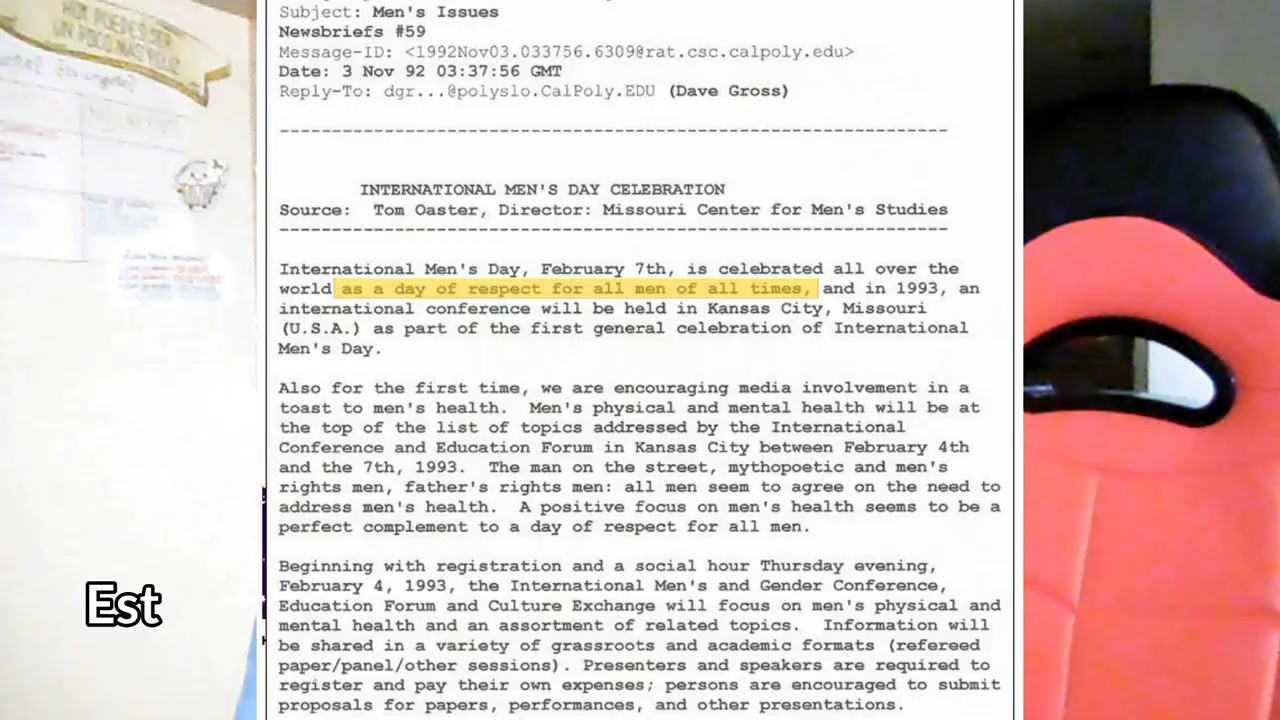 HOY PUEDES SER
UN POCO MÁS FELIZ
Subject: Men's Issues
Newsbriefs #59
Message-ID: <1992Nov03.033756.6309@rat.csc.calpoly.edu>
Date: 3 Nov 92 03:37:56 GMT
Reply-To: dgr...@polyslo.CalPoly.EDU (Dave Gross)
----------------------------------------------------------------
INTERNATIONAL MEN'S DAY CELEBRATION
Source: Tom Oaster, Director: Missouri Center for Men's Studies
----------------------------------------------------------------
International Men's Day, February 7th, is celebrated all over the
world as a day of respect for all men of all times, and in 1993, an
international conference will be held in Kansas City, Missouri
(U.S.A.) as part of the first general celebration of International
Men's Day.
Also for the first time, we are encouraging media involvement in a
toast to men's health. Men's physical and mental health will be at
the top of the list of topics addressed by the International
Conference and Education Forum in Kansas City between February 4th
and the 7th, 1993. The man on the street, mythopoetic and men's
rights men, father's rights men: all men seem to agree on the need to
address men's health. A positive focus on men's health seems to be a
perfect complement to a day of respect for all men.
Beginning with registration and a social hour Thursday evening,
February 4, 1993, the International Men's and Gender Conference,
Education Forum and Culture Exchange will focus on men's physical and
mental health and an assortment of related topics. Information will
be shared in a variety of grassroots and academic formats (refereed
paper/panel/other sessions). Presenters and speakers are required to
register and pay their own expenses; persons are encouraged to submit
proposals for papers, performances, and other presentations.
Est